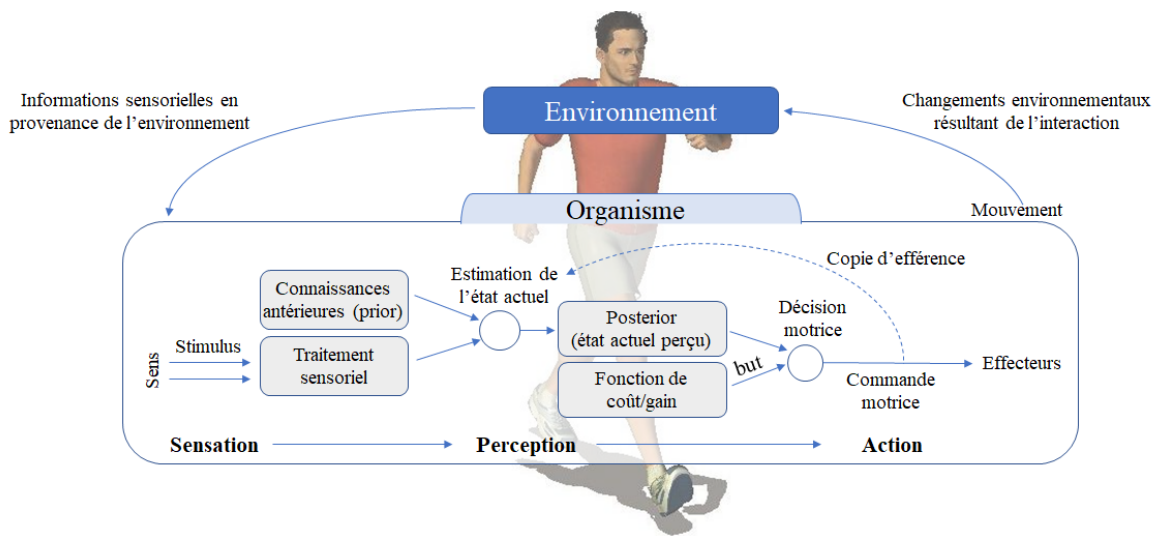 Environnement
Informations sensorielles en
provenance de l'environnement
Changements environnementaux
résultant de l'interaction
Organisme
Mouvement
Copie d'efférence
Estimation de
l'état actuel
Connaissances
antérieures (prior)
Décision
motrice
Posterior
(état actuel perçu)
Stimulus
Sens
Traitement
sensoriel
but
Effecteurs
Fonction de
coût/gain
Commande
motrice
Sensation
Perception
Action